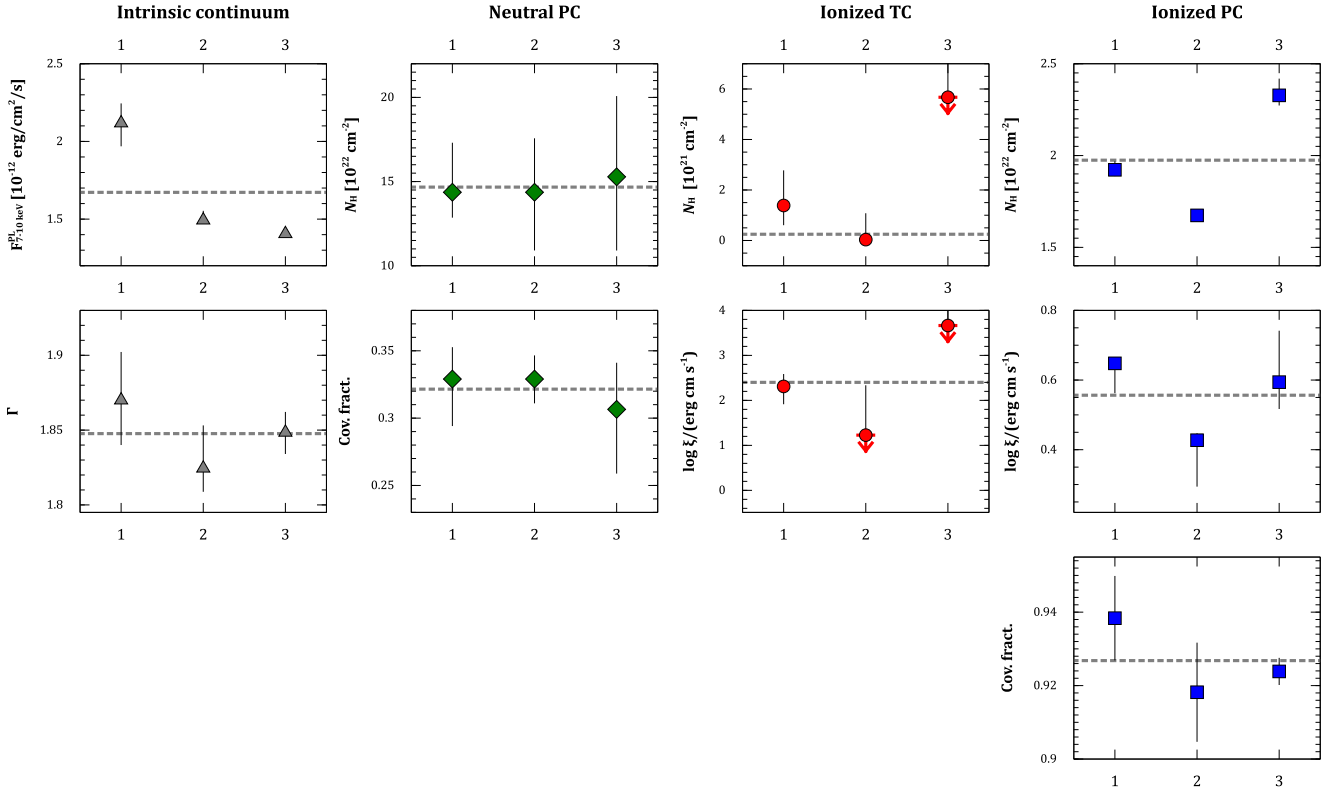 Intrinsic continuum Neutral PC Ionized TC Ionized PC
1 2 3 1 2 3 1 2 3 1 2 3
F^PL_7-10 keV [10^-12 erg/cm^2/s]
2.5
2
1.5
N_H [10^22 cm^-2]
20
15
10
N_H [10^21 cm^-2]
6
4
2
0
N_H [10^22 cm^-2]
2.5
2
1.5
1 2 3 1 2 3 1 2 3 1 2 3
Γ
1.9
1.85
1.8
Cov. fract.
0.35
0.3
0.25
log ξ/(erg cm s^-1)
4
3
2
1
0
log ξ/(erg cm s^-1)
0.8
0.6
0.4
1 2 3 1 2 3 1 2 3 1 2 3
Cov. fract.
0.94
0.92
0.9
1 2 3